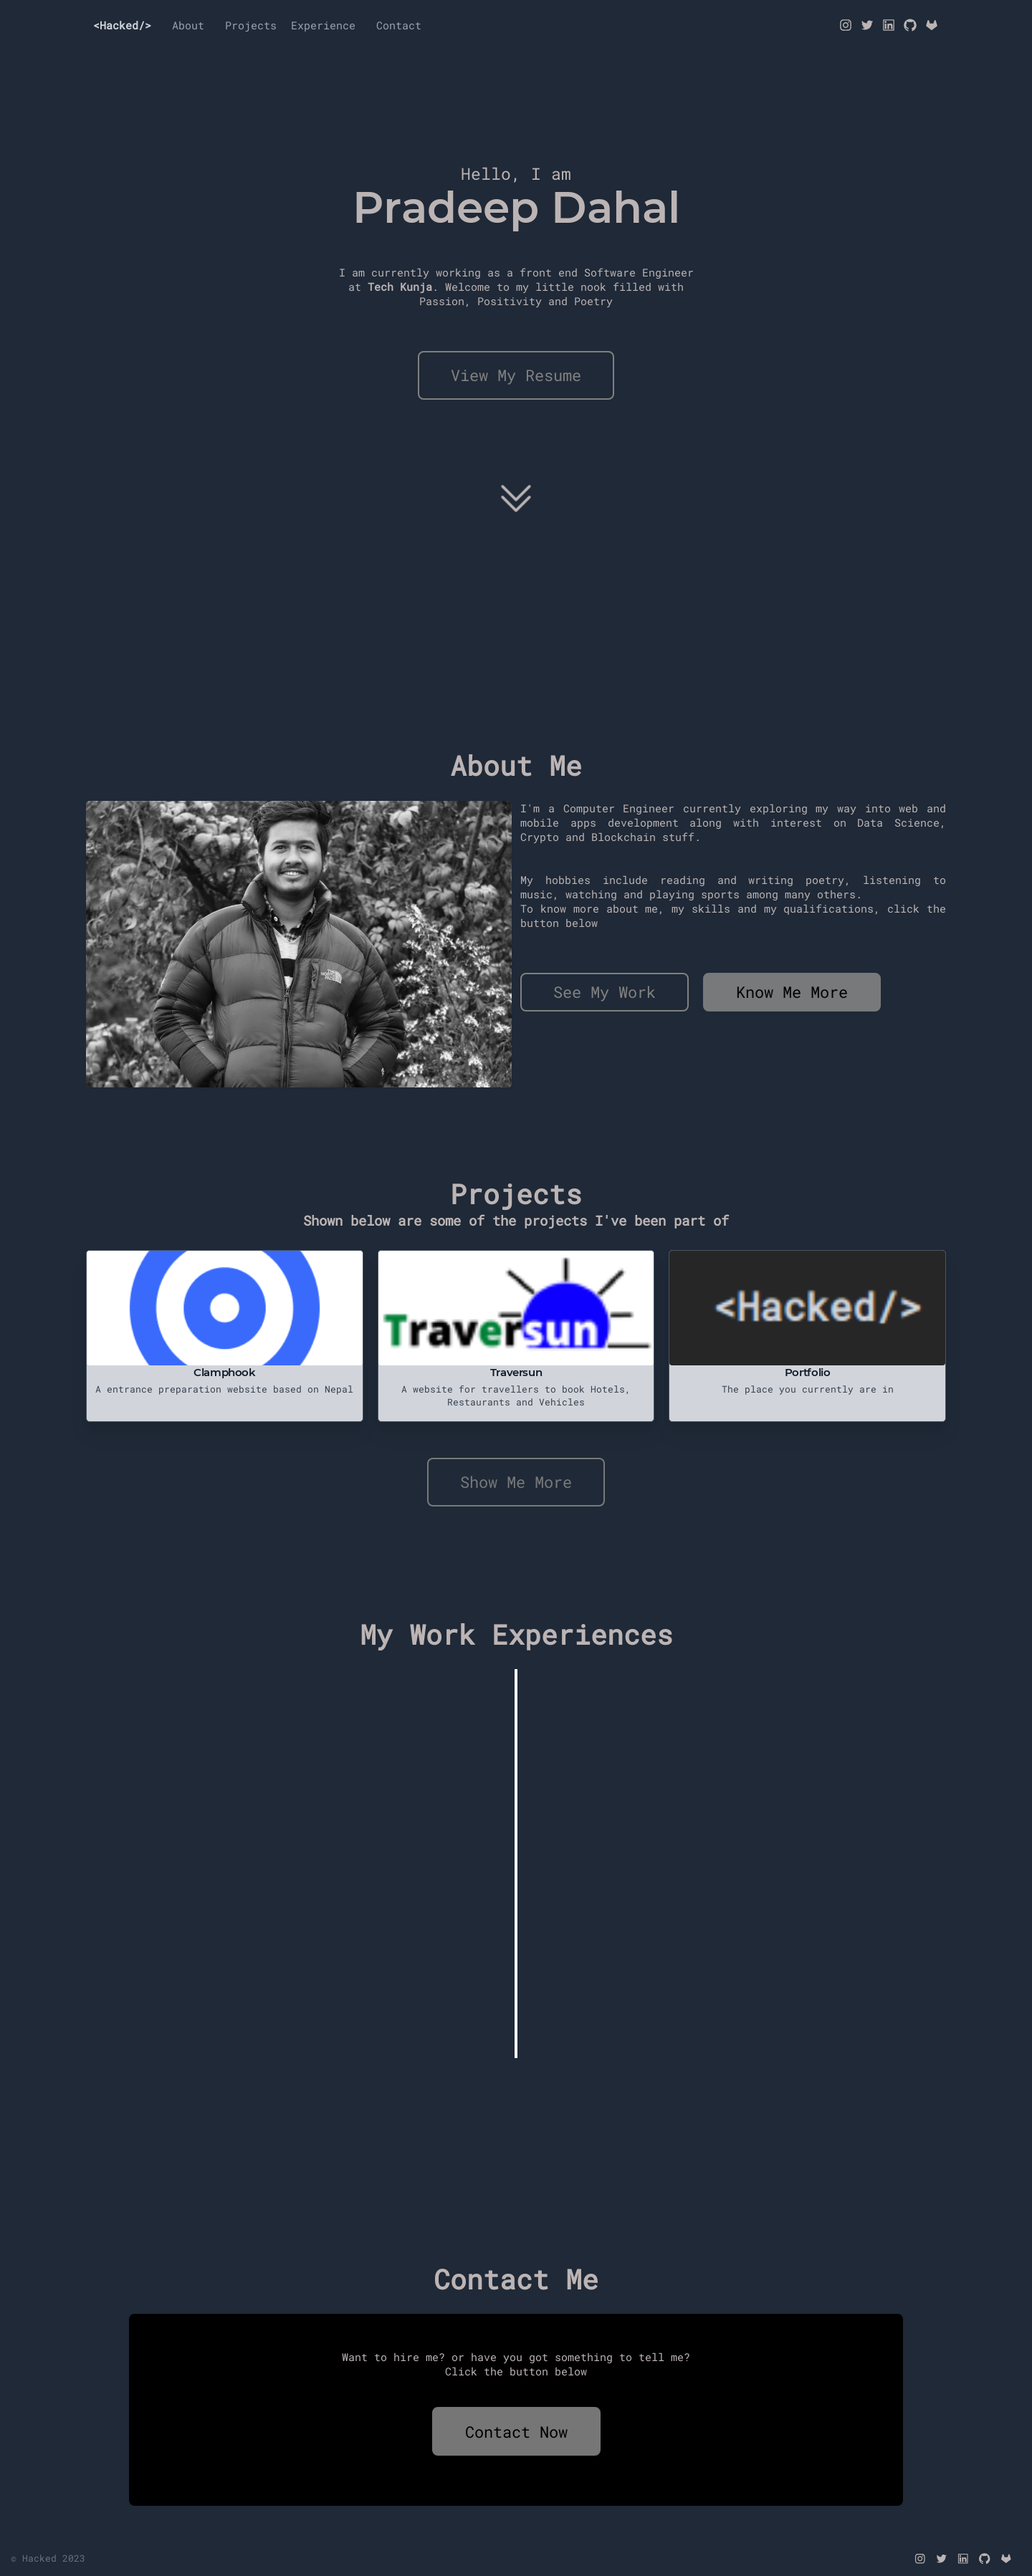 <Hacked/> About Projects Experience Contact
Hello, I am
Pradeep Dahal
I am currently working as a front end Software Engineer
at Tech Kunja. Welcome to my little nook filled with
Passion, Positivity and Poetry
View My Resume
About Me
I'm a Computer Engineer currently exploring my way into web and
mobile apps development along with interest on Data Science,
Crypto and Blockchain stuff.
My hobbies include reading and writing poetry, listening to
music, watching and playing sports among many others.
To know more about me, my skills and my qualifications, click the
button below
See My Work Know Me More
THE
NORTH
FACE
Projects
Shown below are some of the projects I've been part of
Traversun
<Hacked/>
Clamphook
A entrance preparation website based on Nepal
Traversun
A website for travellers to book Hotels,
Restaurants and Vehicles
Portfolio
The place you currently are in
Show Me More
My Work Experiences
Contact Me
Want to hire me? or have you got something to tell me?
Click the button below
Contact Now
© Hacked 2023